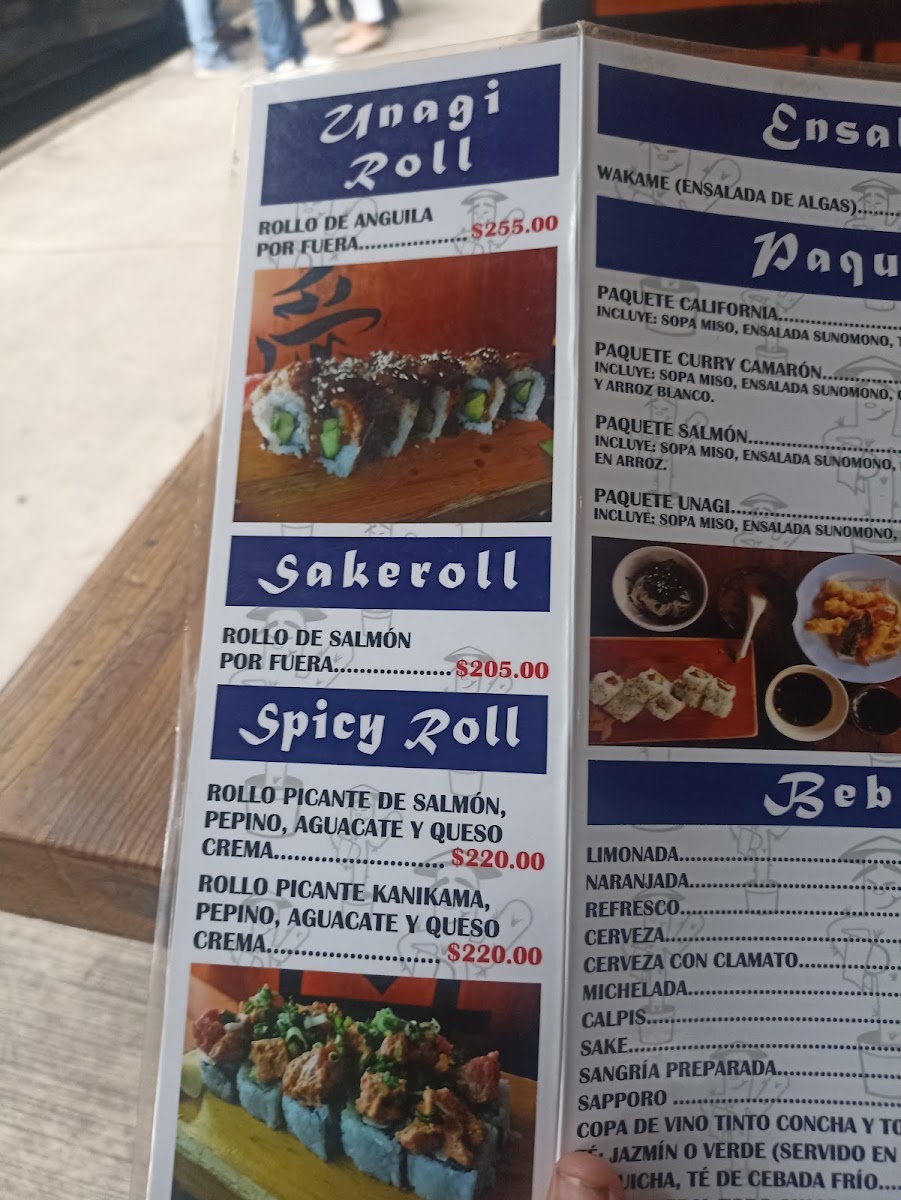 Unagi
Roll
ROLLO DE ANGUILA
POR FUERA...................$255.00
Sakeroll
ROLLO DE SALMÓN
POR FUERA..................$205.00
Spicy Roll
ROLLO PICANTE DE SALMÓN,
PEPINO, AGUACATE Y QUESO
CREMA.......................... $220.00
ROLLO PICANTE KANIKAMA,
PEPINO, AGUACATE Y QUESO
CREMA.......................... $220.00
Ensal
WAKAME (ENSALADA DE ALGAS).......
Paqu
PAQUETE CALIFORNIA...................
INCLUYE: SOPA MISO, ENSALADA SUNOMONO,
PAQUETE CURRY CAMARÓN............
INCLUYE: SOPA MISO, ENSALADA SUNOMONO,
Y ARROZ BLANCO.
PAQUETE SALMÓN.......................
INCLUYE: SOPA MISO, ENSALADA SUNOMONO,
EN ARROZ.
PAQUETE UNAGI..........................
INCLUYE: SOPA MISO, ENSALADA SUNOMONO,
Beb
LIMONADA..................................
NARANJADA................................
REFRESCO..................................
CERVEZA....................................
CERVEZA CON CLAMATO...............
MICHELADA................................
CALPIS......................................
SAKE.........................................
SANGRÍA PREPARADA...................
SAPPORO ..................................
COPA DE VINO TINTO CONCHA Y TO
TÉ: JAZMÍN O VERDE (SERVIDO EN
UICHA, TÉ DE CEBADA FRÍO....